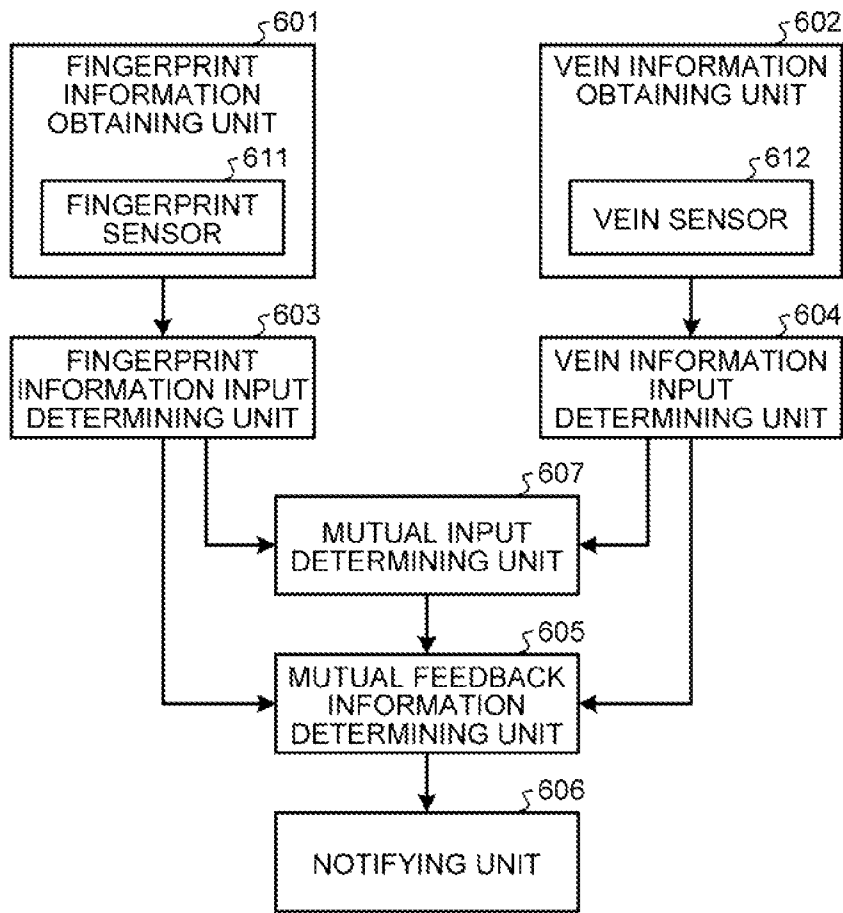 601
FINGERPRINT
INFORMATION
OBTAINING UNIT
611
FINGERPRINT
SENSOR
602
VEIN INFORMATION
OBTAINING UNIT
612
VEIN SENSOR
603
FINGERPRINT
INFORMATION INPUT
DETERMINING UNIT
604
VEIN INFORMATION
INPUT
DETERMINING UNIT
607
MUTUAL INPUT
DETERMINING UNIT
605
MUTUAL FEEDBACK
INFORMATION
DETERMINING UNIT
606
NOTIFYING UNIT